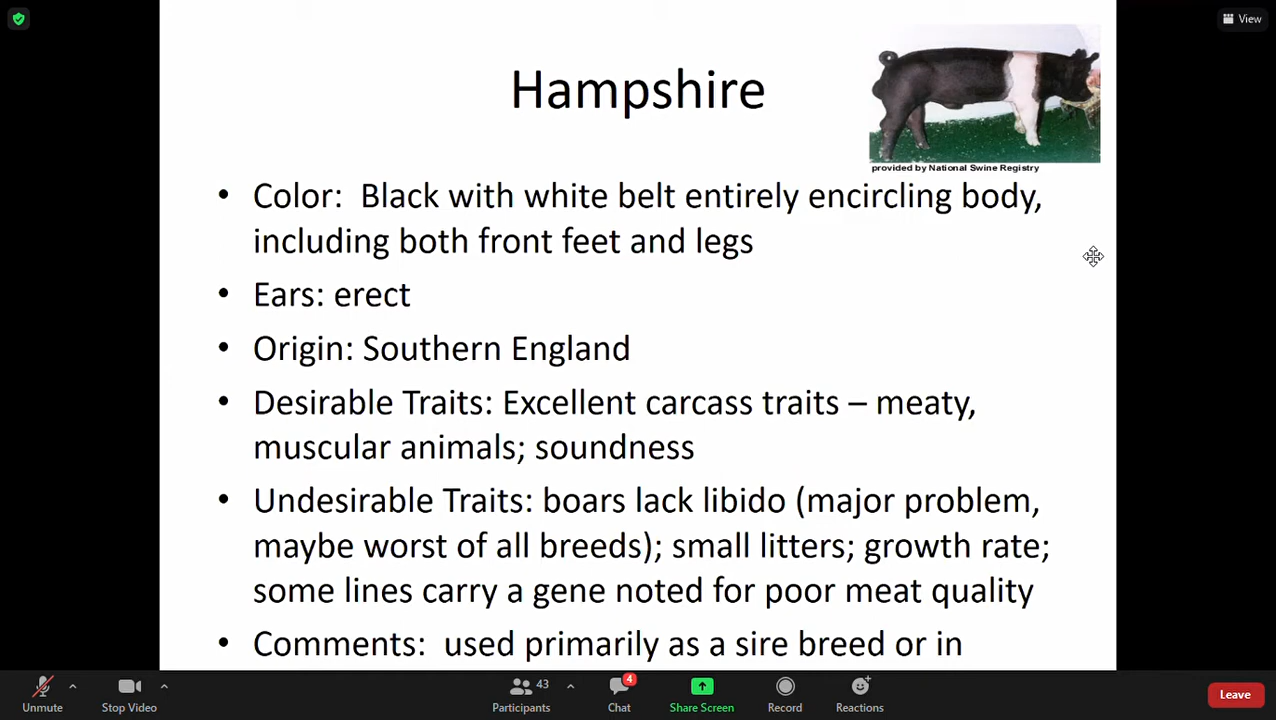 View
Hampshire
provided by National Swine Registry
• Color:  Black with white belt entirely encircling body,
including both front feet and legs
• Ears: erect
• Origin: Southern England
• Desirable Traits: Excellent carcass traits – meaty,
muscular animals; soundness
• Undesirable Traits: boars lack libido (major problem,
maybe worst of all breeds); small litters; growth rate;
some lines carry a gene noted for poor meat quality
• Comments:  used primarily as a sire breed or in
43
4
Unmute
Stop Video
Participants
Chat
Share Screen
Record
Reactions
Leave